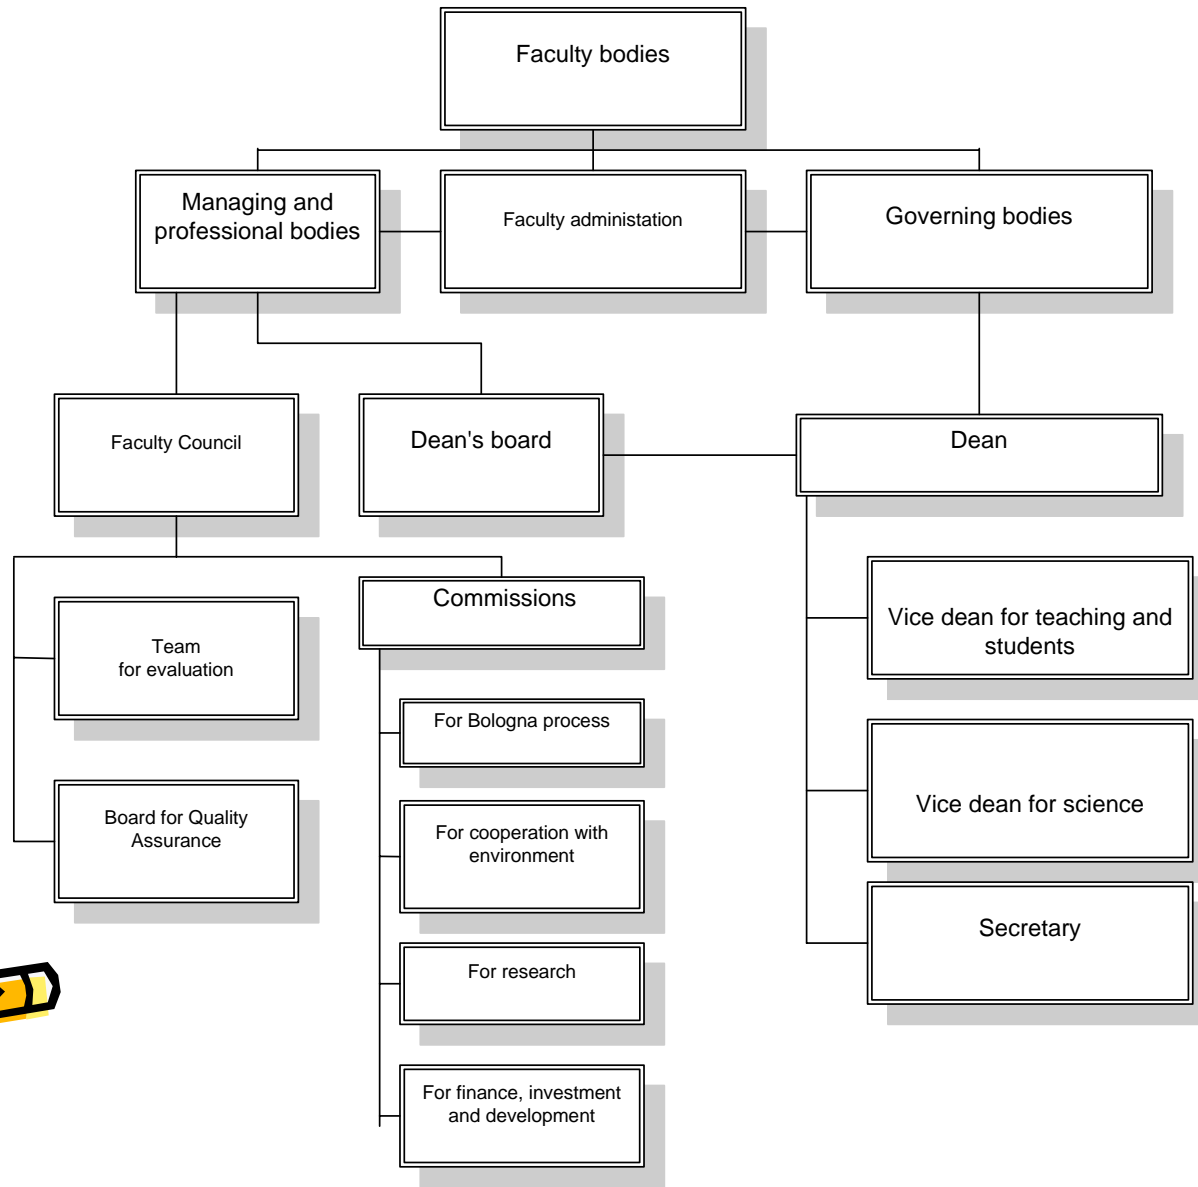 Faculty bodies
Managing and
professional bodies
Faculty administation
Governing bodies
Faculty Council
Dean's board
Dean
Commissions
Team
for evaluation
Board for Quality
Assurance
For Bologna process
For cooperation with
environment
For research
For finance, investment
and development
Vice dean for teaching and
students
Vice dean for science
Secretary